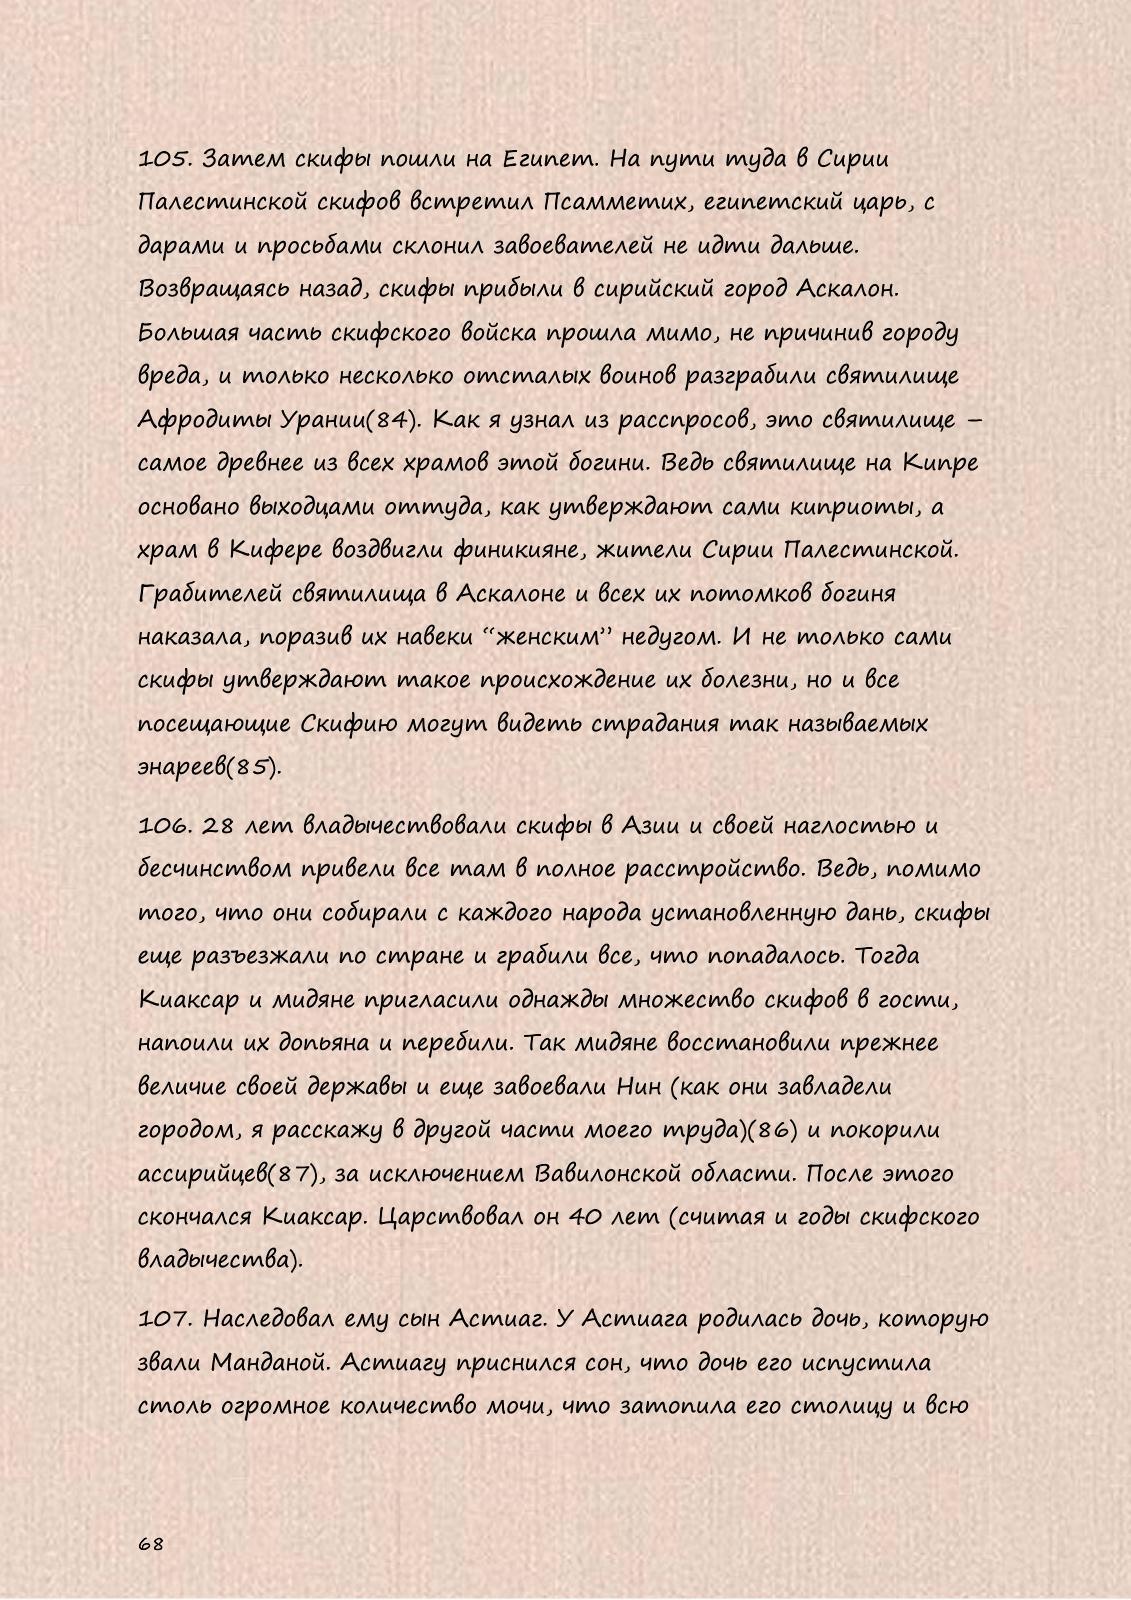 105. Затем скифы пошли на Египет. На пути туда в Сирии
Палестинской скифов встретил Псамметих, египетский царь, с
дарами и просьбами склонил завоевателей не идти дальше.
Возвращаясь назад, скифы прибыли в сирийский город Аскалон.
Большая часть скифского войска прошла мимо, не причинив городу
вреда, и только несколько отсталых воинов разграбили святилище
Афродиты Урании(84). Как я узнал из расспросов, это святилище –
самое древнее из всех храмов этой богини. Ведь святилище на Кипре
основано выходцами оттуда, как утверждают сами киприоты, а
храм в Кифере воздвигли финикияне, жители Сирии Палестинской.
Грабителей святилища в Аскалоне и всех их потомков богиня
наказала, поразив их навеки “женским” недугом. И не только сами
скифы утверждают такое происхождение их болезни, но и все
посещающие Скифию могут видеть страдания так называемых
энареев(85).
106. 28 лет владычествовали скифы в Азии и своей наглостью и
бесчинством привели все там в полное расстройство. Ведь, помимо
того, что они собирали с каждого народа установленную дань, скифы
еще разъезжали по стране и грабили все, что попадалось. Тогда
Киаксар и мидяне пригласили однажды множество скифов в гости,
напоили их допьяна и перебили. Так мидяне восстановили прежнее
величие своей державы и еще завоевали Нин (как они завладели
городом, я расскажу в другой части моего труда)(86) и покорили
ассирийцев(87), за исключением Вавилонской области. После этого
скончался Киаксар. Царствовал он 40 лет (считая и годы скифского
владычества).
107. Наследовал ему сын Астиаг. У Астиага родилась дочь, которую
звали Манданой. Астиагу приснился сон, что дочь его испустила
столь огромное количество мочи, что затопила его столицу и всю
68